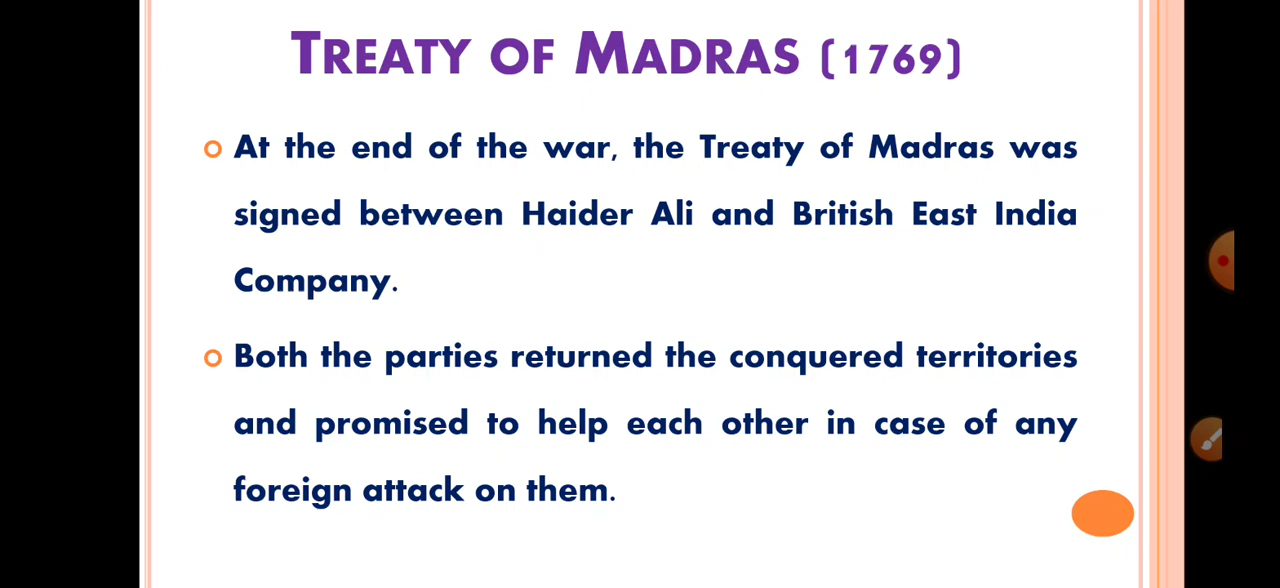 TREATY OF MADRAS (1769)
At the end of the war, the Treaty of Madras was
signed between Haider Ali and British East India
Company.
Both the parties returned the conquered territories
and promised to help each other in case of any
foreign attack on them.